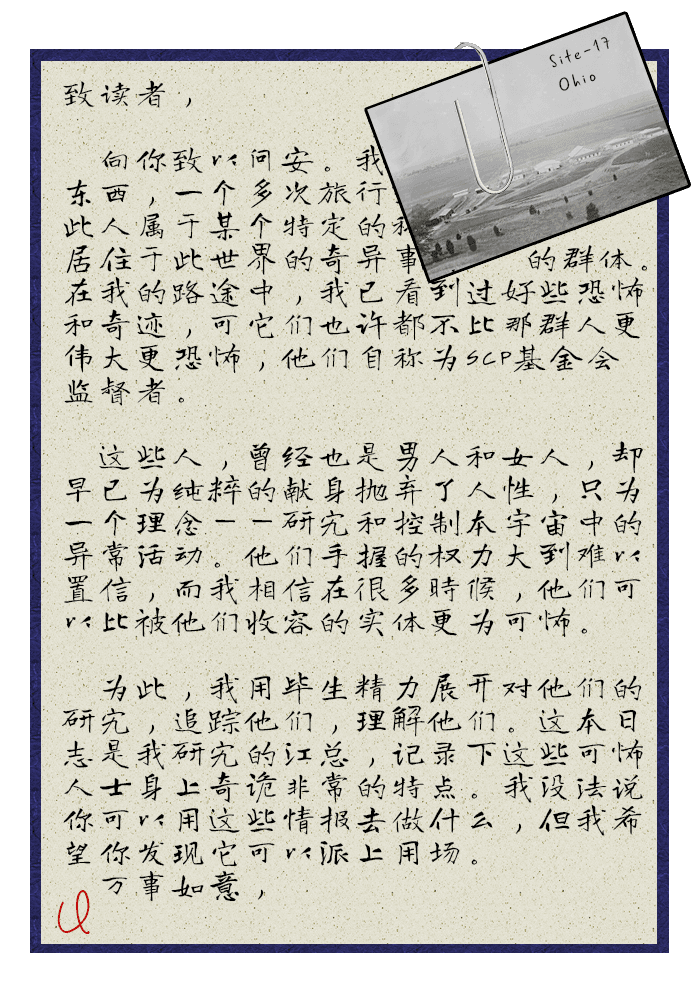 Site-17
Ohio
致读者，
向你致以问安。我
东西，一个多次旅行
此人属于某个特定的
居住于此世界的奇异事 的群体。
在我的路途中，我已看到过好些恐怖
和奇迹，可它们也许都不比那群人更
伟大更恐怖，他们自称为SCP基金会
监督者。
这些人，曾经也是男人和女人，却
早已为纯粹的献身抛弃了人性，只为
一个理念——研究和控制本宇宙中的
异常活动。他们手握的权力大到难以
置信，而我相信在很多時候，他们可
以比被他们收容的实体更为可怖。
为此，我用毕生精力展开对他们的
研究，追踪他们，理解他们。这本日
志是我研究的汇总，记录下这些可怖
人士身上奇诡非常的特点。我没法说
你可以用这些情报去做什么，但我希
望你发现它可以派上用场。
万事如意，